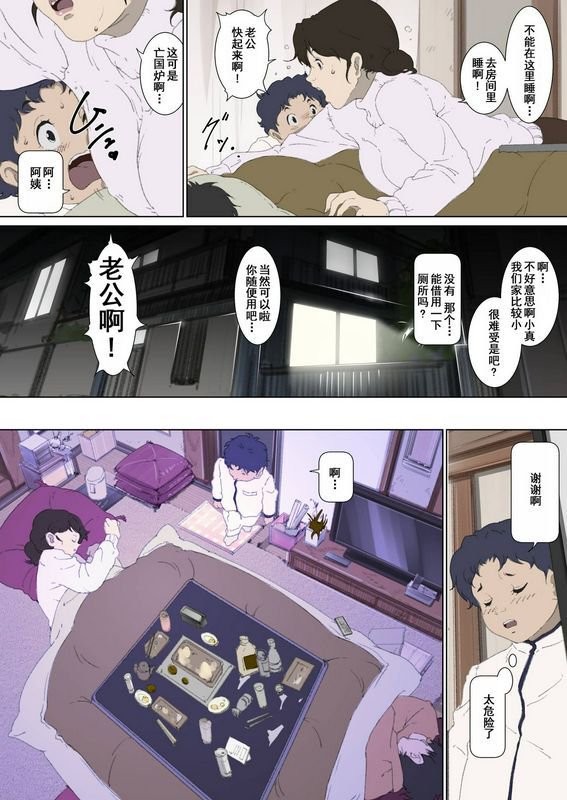 不能在这里
睡啊…
去房间里
睡啊！
老公
快起来啊！
这可是
亡国炉啊…
阿…
阿姨
啊…
不好意思啊小真
我们家比较小
很难受是吧？
没有 那个…
能借用一下
厕所吗？
当然可以啦
你随便用吧…
老公啊！
谢谢啊
太危险了
啊…